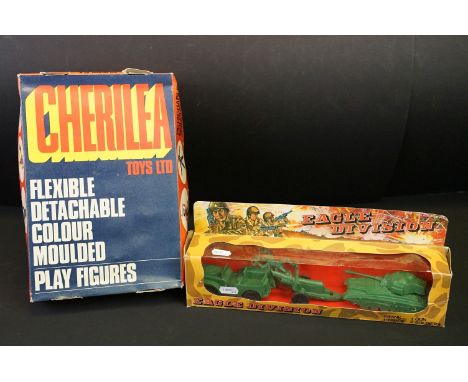 CHERILEA
TOYS LTD
FLEXIBLE
DETACHABLE
COLOUR
MOULDED
PLAY FIGURES
EAGLE
DIVISION
EAGLE DIVISION